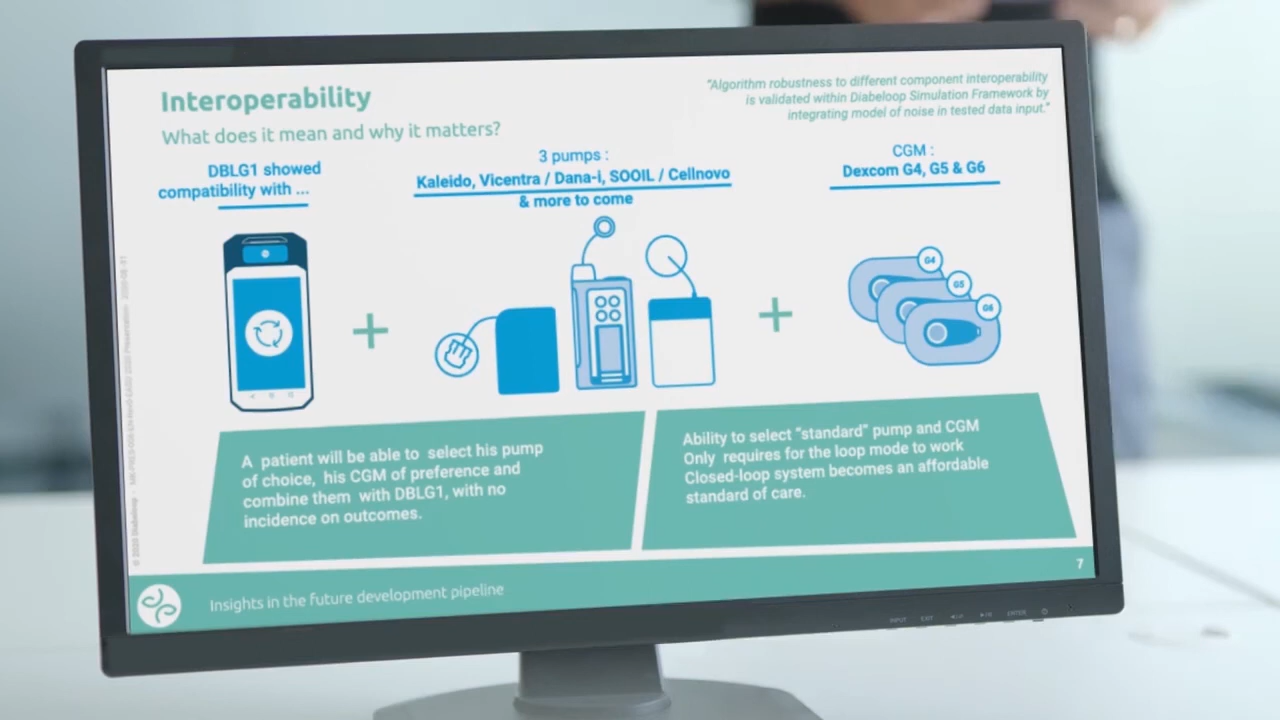 Interoperability
What does it mean and why it matters?
"Algorithm robustness to different component interoperability
is validated within Diabeloop Simulation Framework by
integrating model of noise in tested data input."
DBLG1 showed
compatibility with ...
3 pumps :
Kaleido, Vicentra / Dana-i, SOOIL / Cellnovo
& more to come
CGM :
Dexcom G4, G5 & G6
G4
G5
G6
A patient will be able to select his pump
of choice, his CGM of preference and
combine them with DBLG1, with no
incidence on outcomes.
Ability to select "standard" pump and CGM
Only requires for the loop mode to work
Closed-loop system becomes an affordable
standard of care.
© 2020 Diabeloop
7
Insights in the future development pipeline
INPUT EXIT ENTER